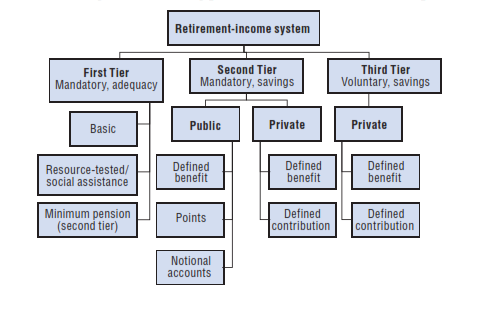 Retirement-income system
First Tier
Mandatory, adequacy
Second Tier
Mandatory, savings
Third Tier
Voluntary, savings
Basic
Public
Private
Private
Resource-tested/
social assistance
Defined
benefit
Defined
benefit
Defined
benefit
Minimum pension
(second tier)
Points
Defined
contribution
Defined
contribution
Notional
accounts